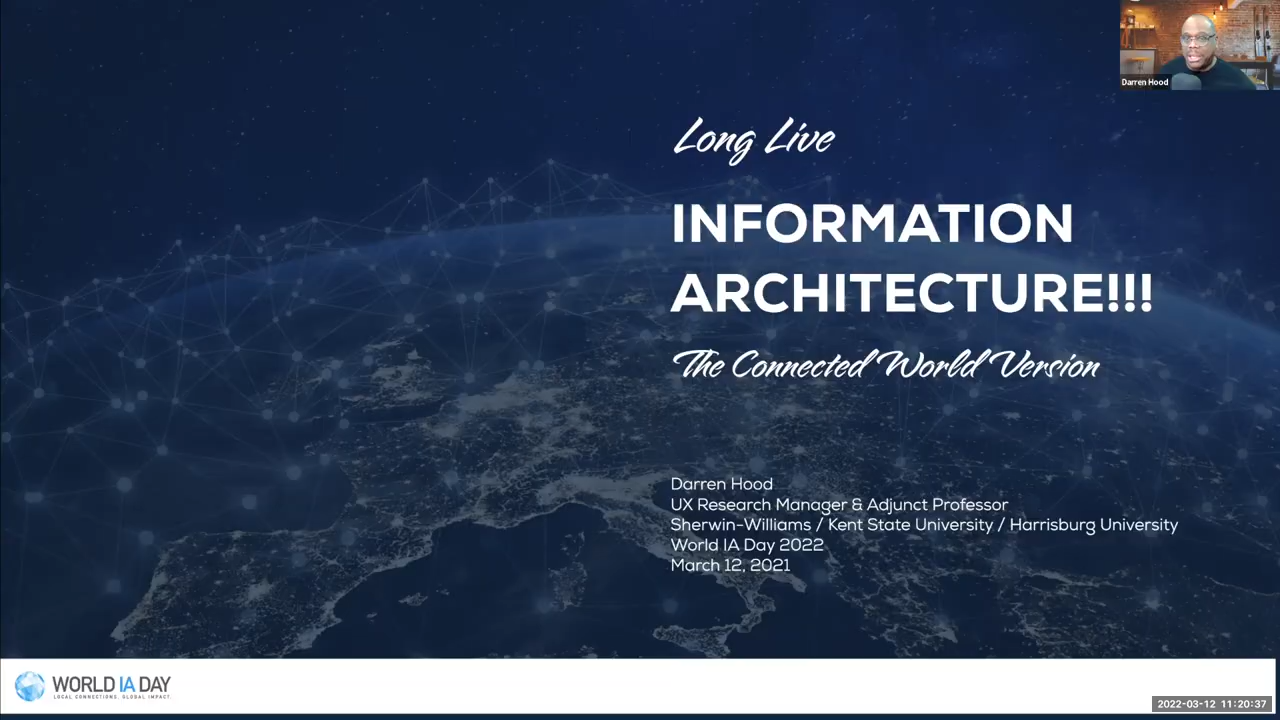 Darren Hood
Long Live
INFORMATION
ARCHITECTURE!!!
The Connected World Version
Darren Hood
UX Research Manager & Adjunct Professor
Sherwin-Williams / Kent State University / Harrisburg University
World IA Day 2022
March 12, 2021
WORLD IA DAY
LOCAL CONNECTIONS. GLOBAL IMPACT.
2022-03-12 11:20:37